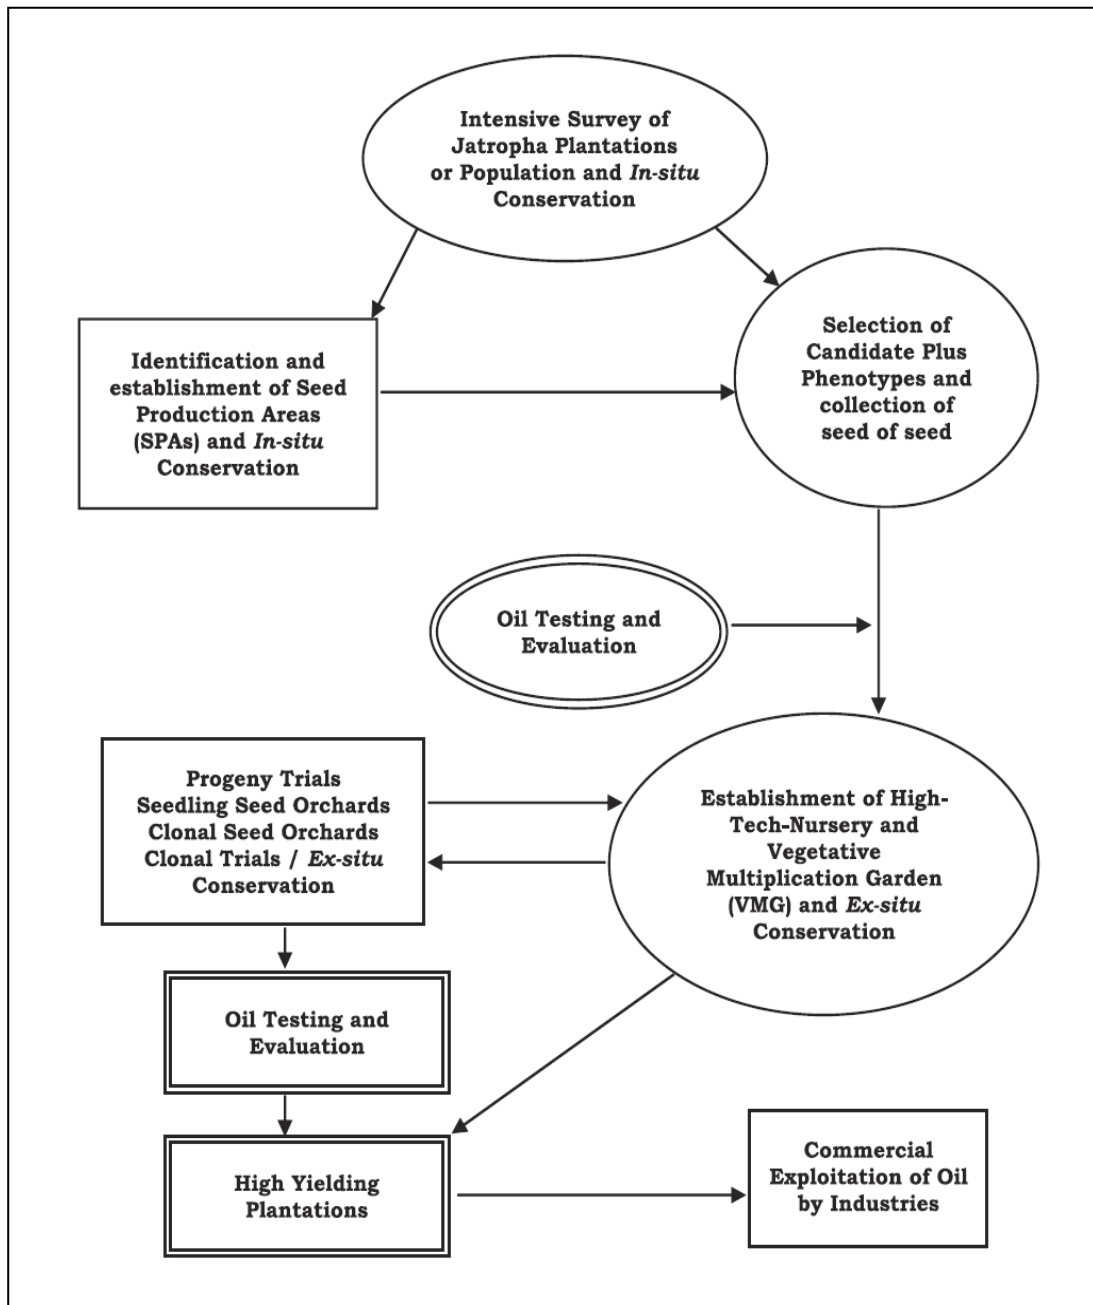 Intensive Survey of
Jatropha Plantations
or Population and In-situ
Conservation
Identification and
establishment of Seed
Production Areas
(SPAs) and In-situ
Conservation
Selection of
Candidate Plus
Phenotypes and
collection of
seed of seed
Oil Testing and
Evaluation
Progeny Trials
Seedling Seed Orchards
Clonal Seed Orchards
Clonal Trials / Ex-situ
Conservation
Establishment of High-
Tech-Nursery and
Vegetative
Multiplication Garden
(VMG) and Ex-situ
Conservation
Oil Testing and
Evaluation
High Yielding
Plantations
Commercial
Exploitation of Oil
by Industries